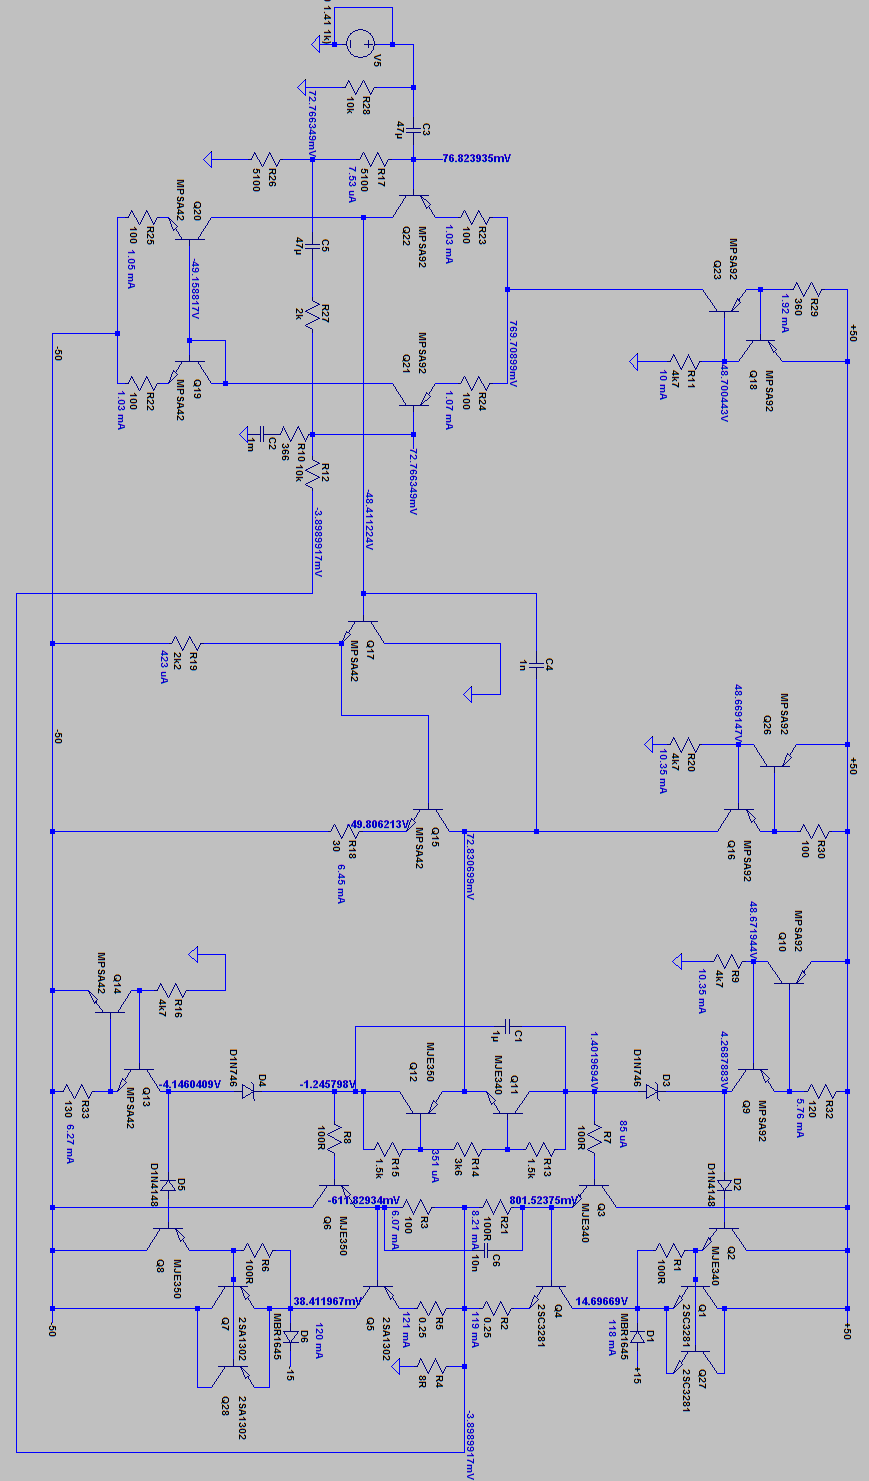 1.41 1k)
V5
R28
10k
72.766349mV
C3
47µ
76.823935mV
R26
5100
R17
5100
7.53 uA
Q20
MPSA42
R25
100
1.05 mA
-49.158817V
C5
47µ
Q22
MPSA92
R23
100
1.03 mA
MPSA92
Q23
R29
360
1.92 mA
+50
R27
2k
MPSA92
Q21
769.70899mV
R11
4k7
10 mA
48.700443V
Q18
MPSA92
-50
Q19
MPSA42
R22
100
1.03 mA
R24
100
1.07 mA
C2
1m
R10
366
R12
10k
72.766349mV
-48.411224V
-3.8989917mV
R19
2k2
423 uA
Q17
MPSA42
C4
1n
-50
R20
4k7
10.35 mA
48.669147V
MPSA92
Q26
+50
-49.806213V
R18
30
6.45 mA
Q15
MPSA42
72.830699mV
Q16
MPSA92
R30
100
MPSA42
Q14
R16
4k7
R9
4k7
10.35 mA
48.671944V
MPSA92
Q10
R33
130
6.27 mA
Q13
MPSA42
-4.1460409V
D1N746
D4
-1.245798V
MJE350
Q12
C1
1µ
MJE340
Q11
1.4019694V
D1N746
D3
4.2687883V
Q9
MPSA92
R32
120
5.76 mA
R8
100R
R15
1.5k
351 uA
R14
3k6
R13
1.5k
R7
100R
85 uA
D1N4148
D5
D1N4148
D2
Q6
MJE350
-611.82934mV
R3
100
6.07 mA
R21
100R
8.21 mA
C6
10n
801.52375mV
Q3
MJE340
Q8
MJE350
R6
100R
R1
100R
Q2
MJE340
-50
Q7
2SA1302
38.411967mV
D6
MBR1645
-15
120 mA
Q5
2SA1302
R5
0.25
121 mA
R2
0.25
119 mA
Q4
2SC3281
14.69669V
D1
MBR1645
+15
118 mA
Q1
2SC3281
+50
Q28
2SA1302
R4
8R
Q27
2SC3281
-3.8989917mV